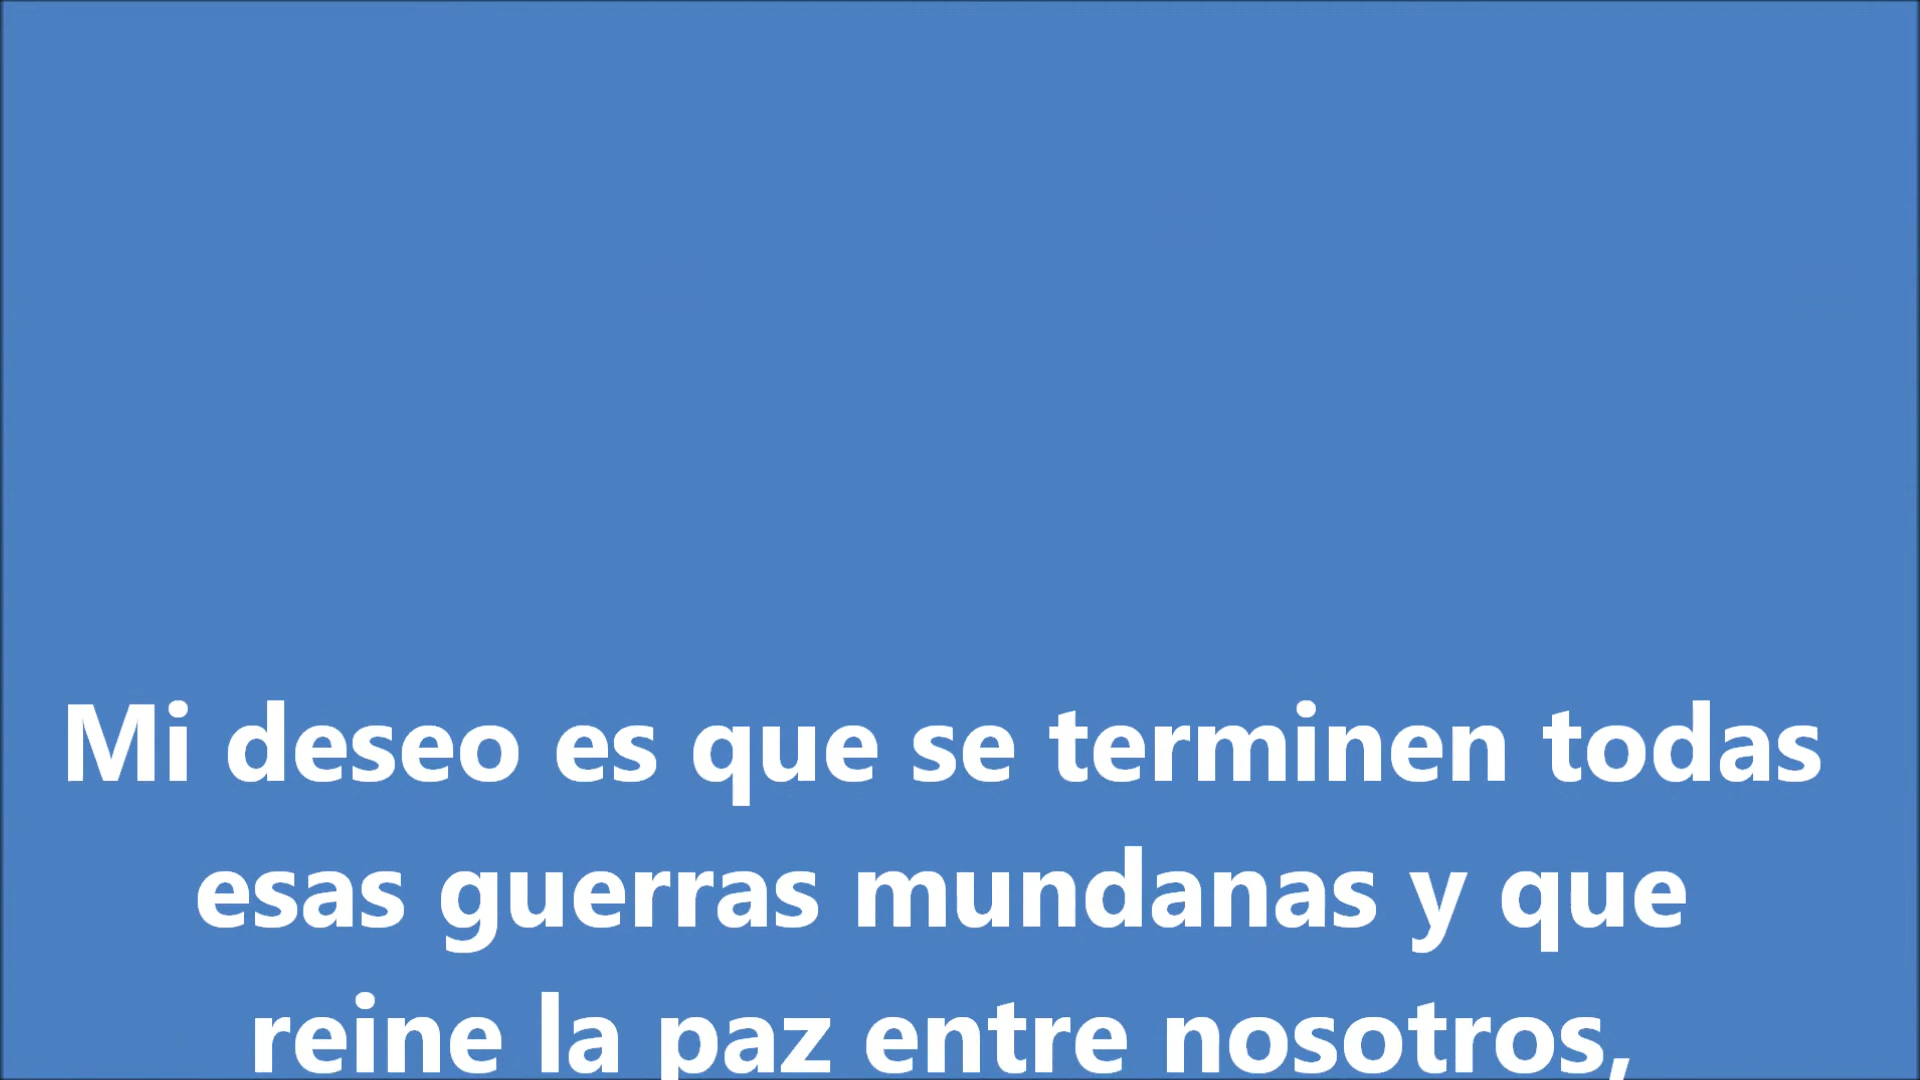 Mi deseo es que se terminen todas
esas guerras mundanas y que
reine la paz entre nosotros,